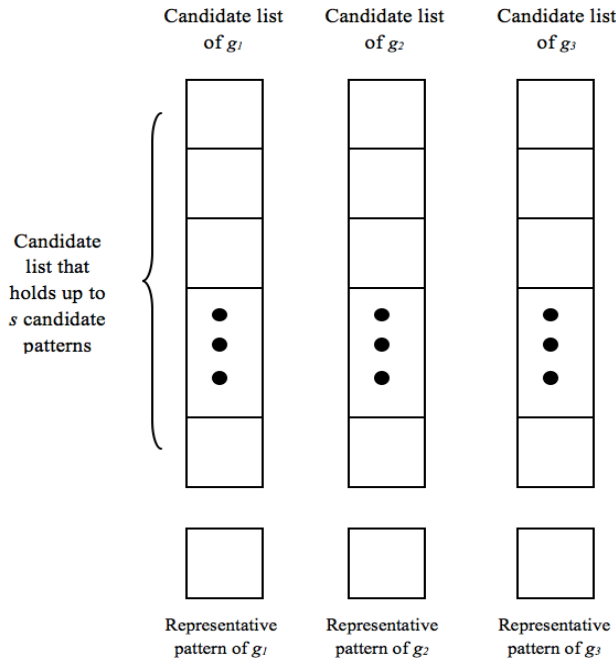 Candidate list
of g1
Candidate list
of g2
Candidate list
of g3
Candidate
list that
holds up to
s candidate
patterns
Representative
pattern of g1
Representative
pattern of g2
Representative
pattern of g3